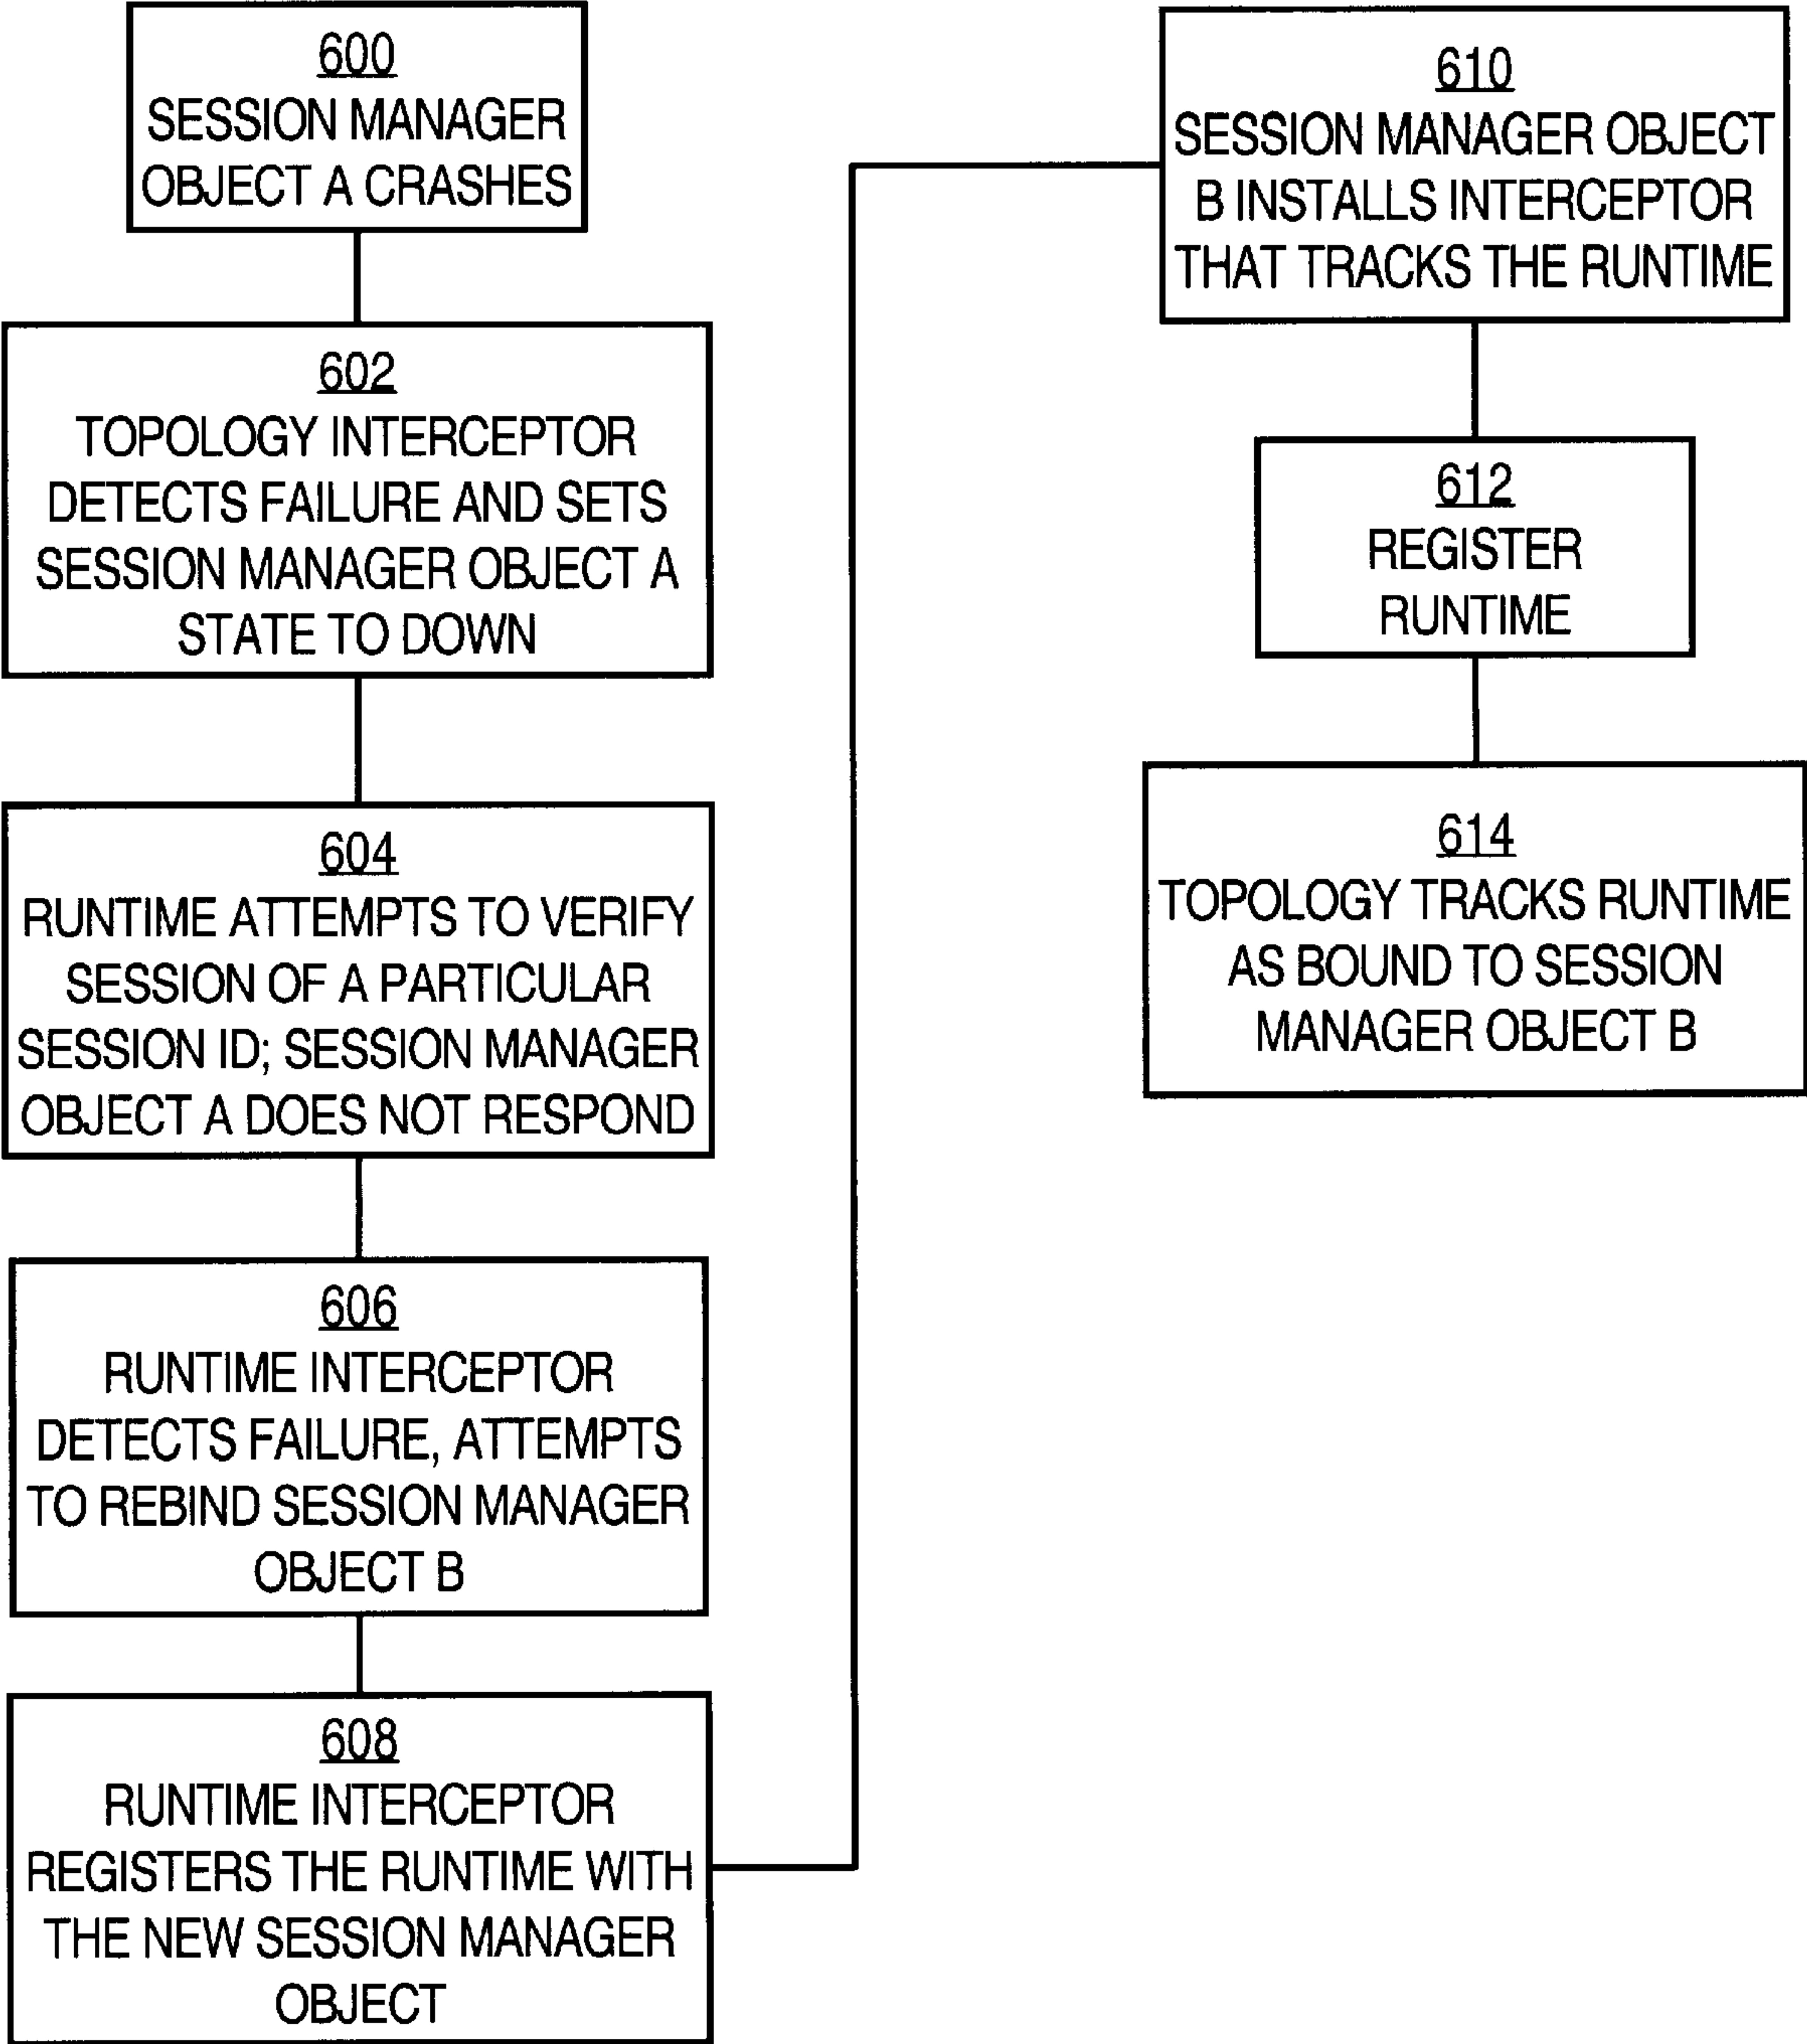 600
SESSION MANAGER
OBJECT A CRASHES
602
TOPOLOGY INTERCEPTOR
DETECTS FAILURE AND SETS
SESSION MANAGER OBJECT A
STATE TO DOWN
604
RUNTIME ATTEMPTS TO VERIFY
SESSION OF A PARTICULAR
SESSION ID; SESSION MANAGER
OBJECT A DOES NOT RESPOND
606
RUNTIME INTERCEPTOR
DETECTS FAILURE, ATTEMPTS
TO REBIND SESSION MANAGER
OBJECT B
608
RUNTIME INTERCEPTOR
REGISTERS THE RUNTIME WITH
THE NEW SESSION MANAGER
OBJECT
610
SESSION MANAGER OBJECT
B INSTALLS INTERCEPTOR
THAT TRACKS THE RUNTIME
612
REGISTER
RUNTIME
614
TOPOLOGY TRACKS RUNTIME
AS BOUND TO SESSION
MANAGER OBJECT B